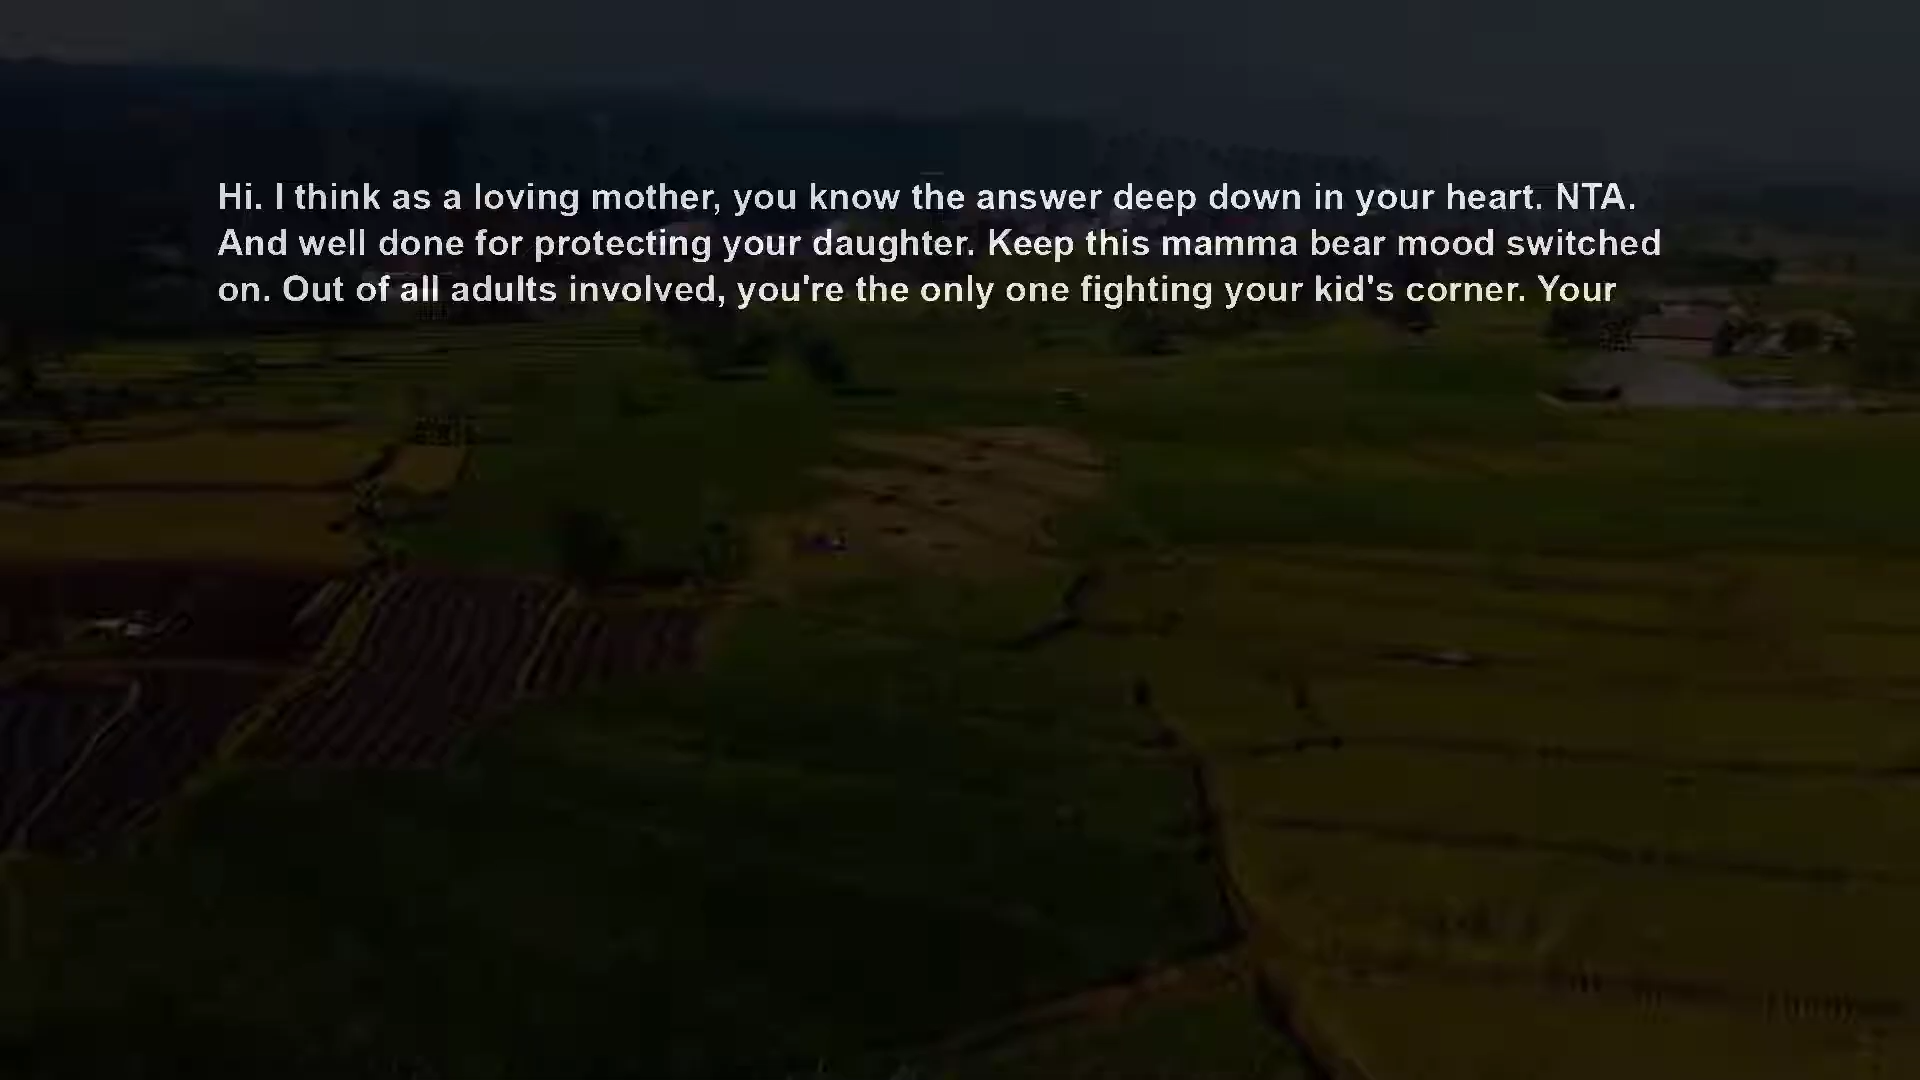 Hi. I think as a loving mother, you know the answer deep down in your heart. NTA.
And well done for protecting your daughter. Keep this mamma bear mood switched
on. Out of all adults involved, you're the only one fighting your kid's corner. Your